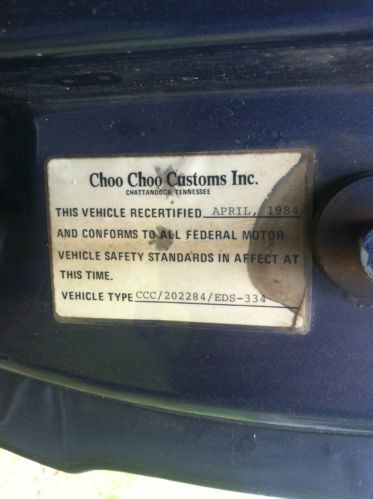 Choo Choo Customs Inc.
CHATTANOOGA, TENNESSEE
THIS VEHICLE RECERTIFIED APRIL, 1984
AND CONFORMS TO ALL FEDERAL MOTOR
VEHICLE SAFETY STANDARDS IN AFFECT AT
THIS TIME.
VEHICLE TYPE CCC/202284/EDS-334